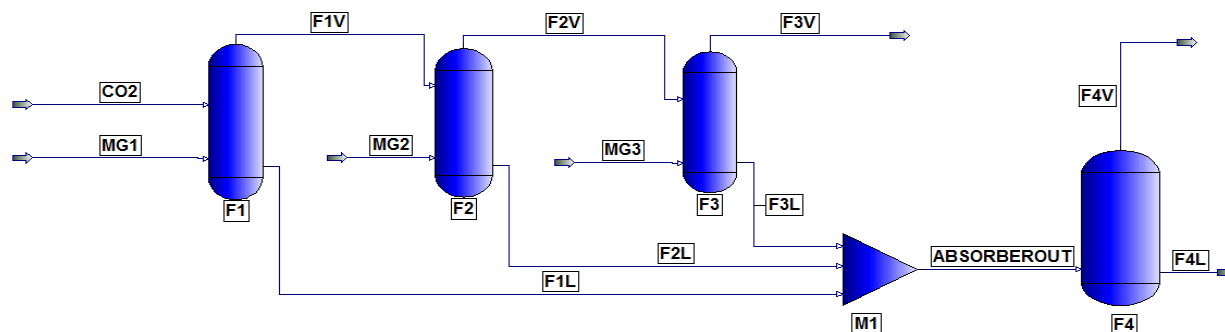 F1V
F2V
F3V
CO2
F4V
MG1
MG2
MG3
F1
F2
F3
F3L
F2L
ABSORBEROUT
F4L
F1L
M1
F4